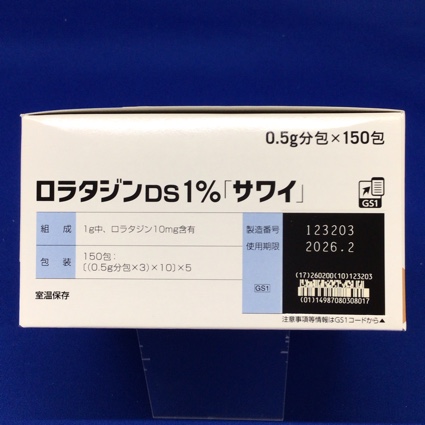 0.5g分包×150包
ロラタジンDS1%「サワイ」
GS1
組成 1g中、ロラタジン10mg含有
包装 150包：
[(0.5g分包×3)×10]×5
室温保存
製造番号 123203
使用期限 2026.2
GS1
(17)260200(10)123203
(01)14987080308017
注意事項等情報はGS1コードから▲